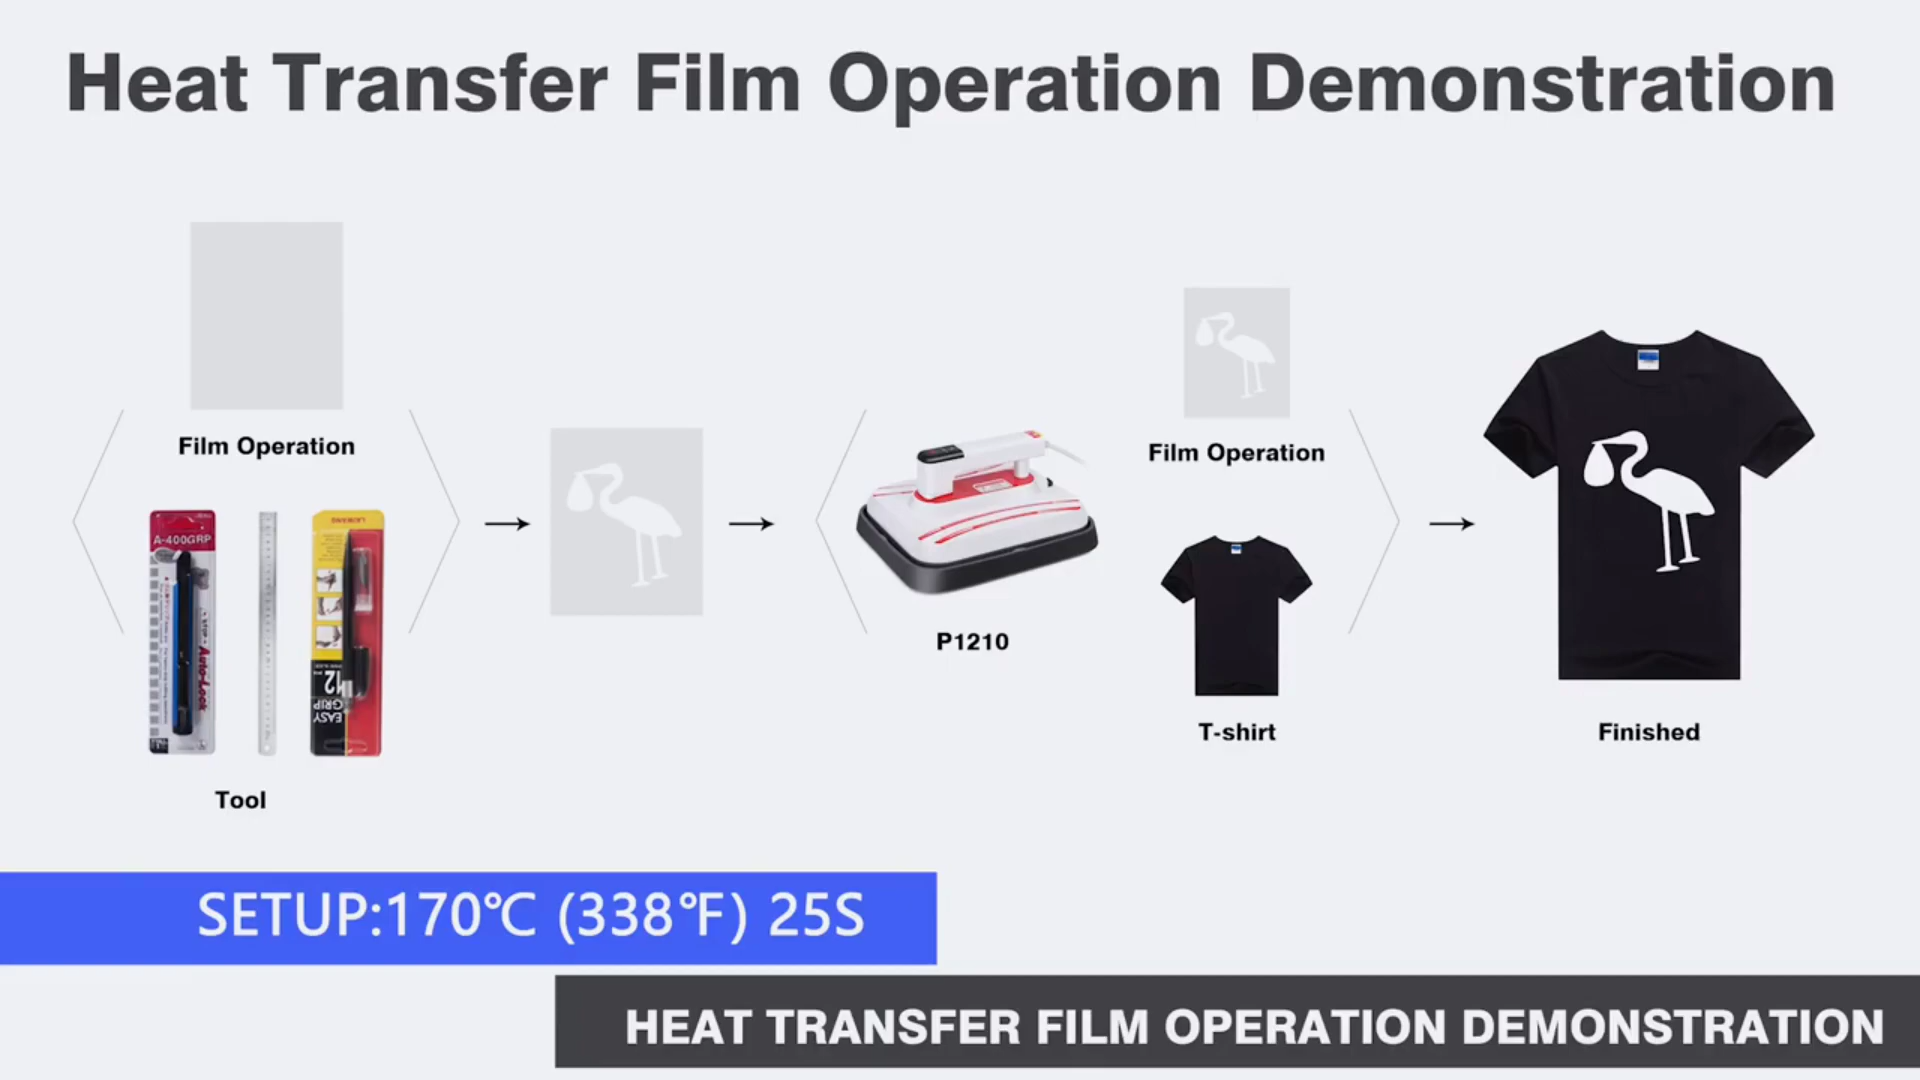 Heat Transfer Film Operation Demonstration
Film Operation
A-400GRP
Auto-Lock
12
EASY
GRIP
Tool
P1210
Film Operation
T-shirt
Finished
SETUP:170℃ (338℉) 25S
HEAT TRANSFER FILM OPERATION DEMONSTRATION